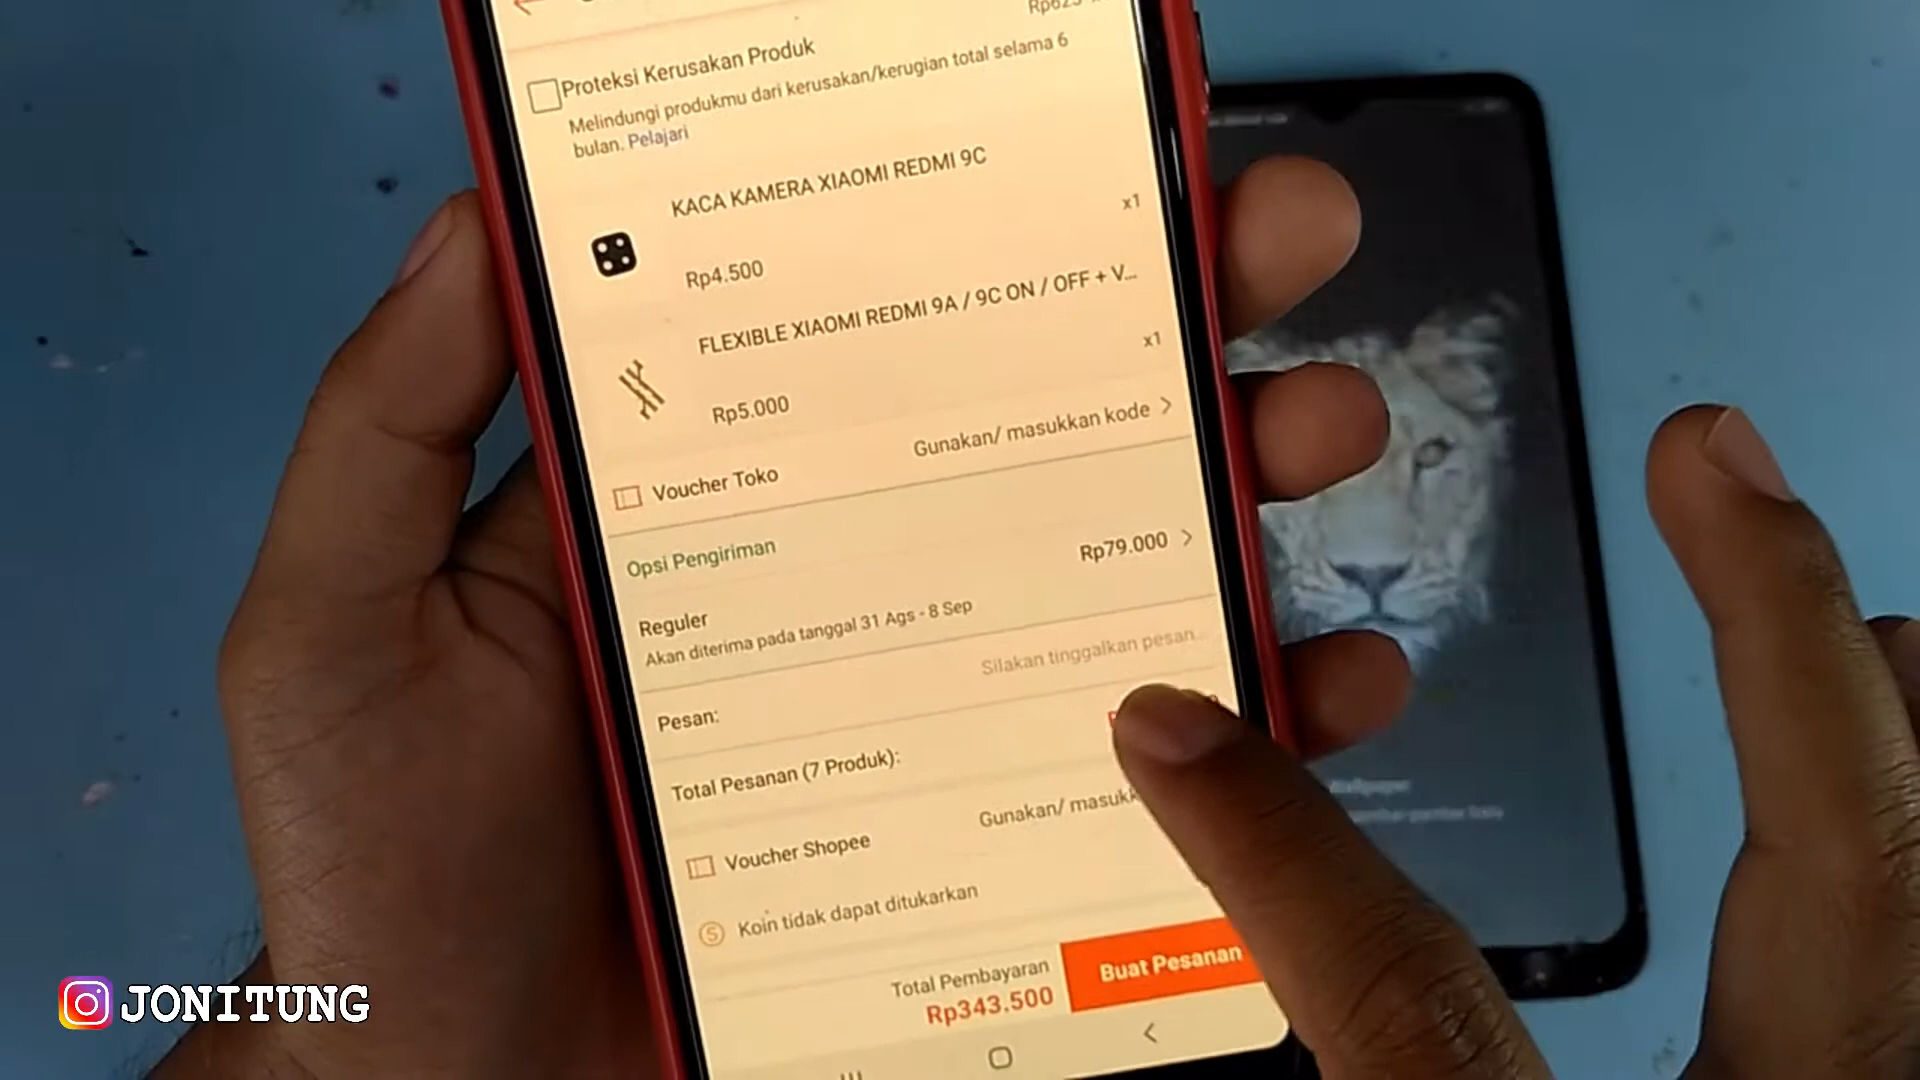 Proteksi Kerusakan Produk
Melindungi produkmu dari kerusakan/kerugian total selama 6
bulan. Pelajari
KACA KAMERA XIAOMI REDMI 9C
x1
Rp4.500
FLEXIBLE XIAOMI REDMI 9A / 9C ON / OFF + V...
x1
Rp5.000
Voucher Toko
Gunakan/ masukkan kode
Opsi Pengiriman
Reguler
Rp79.000
Akan diterima pada tanggal 31 Ags - 8 Sep
Pesan:
Silakan tinggalkan pesan...
Total Pesanan (7 Produk):
Voucher Shopee
Gunakan/
Koin tidak dapat ditukarkan
Total Pembayaran
Rp343.500
Buat Pesanan
JONITUNG